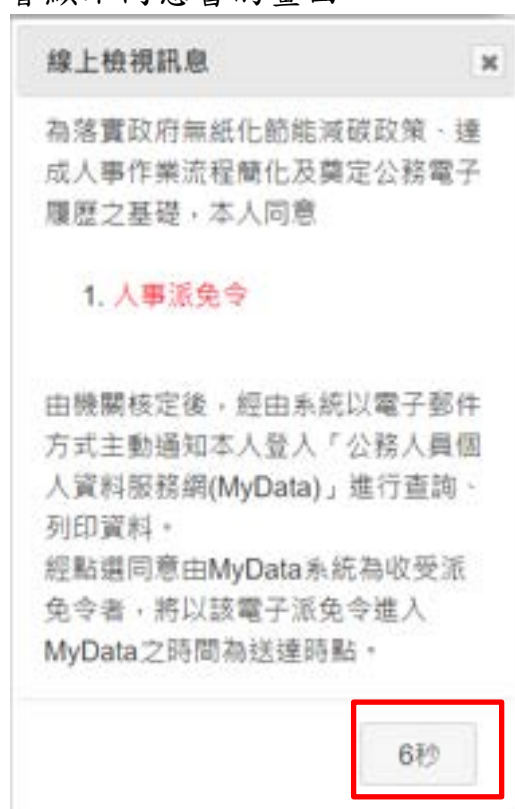 線上檢視訊息
為落實政府無紙化節能減碳政策、達
成人事作業流程簡化及奠定公務電子
履歷之基礎，本人同意
1. 人事派免令
由機關核定後，經由系統以電子郵件
方式主動通知本人登入「公務人員個
人資料服務網(MyData)」進行查詢、
列印資料。
經點選同意由MyData系統為收受派
免令者，將以該電子派免令進入
MyData之時間為送達時點。
6秒